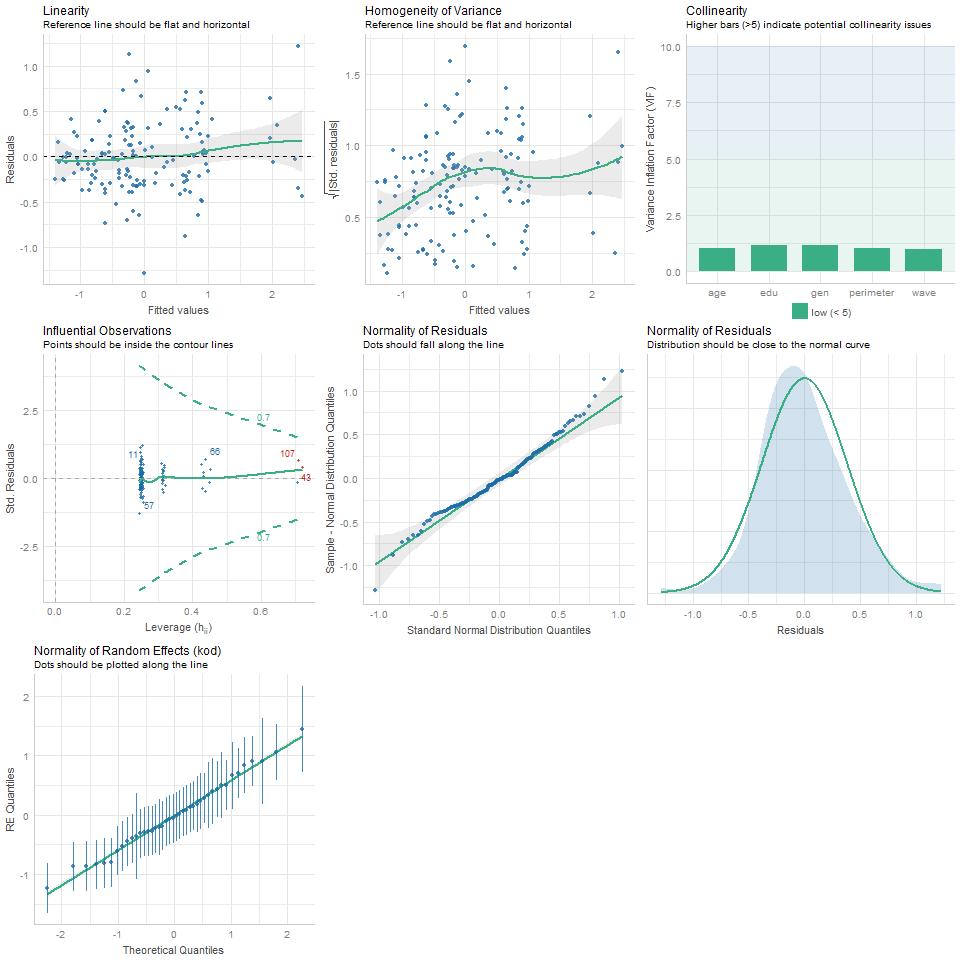 Linearity
Reference line should be flat and horizontal
Residuals
1.0
0.5
0.0
-0.5
-1.0
-1
0
1
2
Fitted values
Homogeneity of Variance
Reference line should be flat and horizontal
√|Std. residuals|
1.5
1.0
0.5
-1
0
1
2
Fitted values
Collinearity
Higher bars (>5) indicate potential collinearity issues
Variance Inflation Factor (VIF)
10.0
7.5
5.0
2.5
0.0
age
edu
gen
perimeter
wave
low (< 5)
Influential Observations
Points should be inside the contour lines
Std. Residuals
2.5
0.0
-2.5
0.7
11
66
107
43
57
0.7
0.0
0.2
0.4
0.6
Leverage (hii)
Normality of Residuals
Dots should fall along the line
Sample - Normal Distribution Quantiles
1.0
0.5
0.0
-0.5
-1.0
-1.0
-0.5
0.0
0.5
1.0
Standard Normal Distribution Quantiles
Normality of Residuals
Distribution should be close to the normal curve
-1.0
-0.5
0.0
0.5
1.0
Residuals
Normality of Random Effects (kod)
Dots should be plotted along the line
RE Quantiles
2
1
0
-1
-2
-1
0
1
2
Theoretical Quantiles